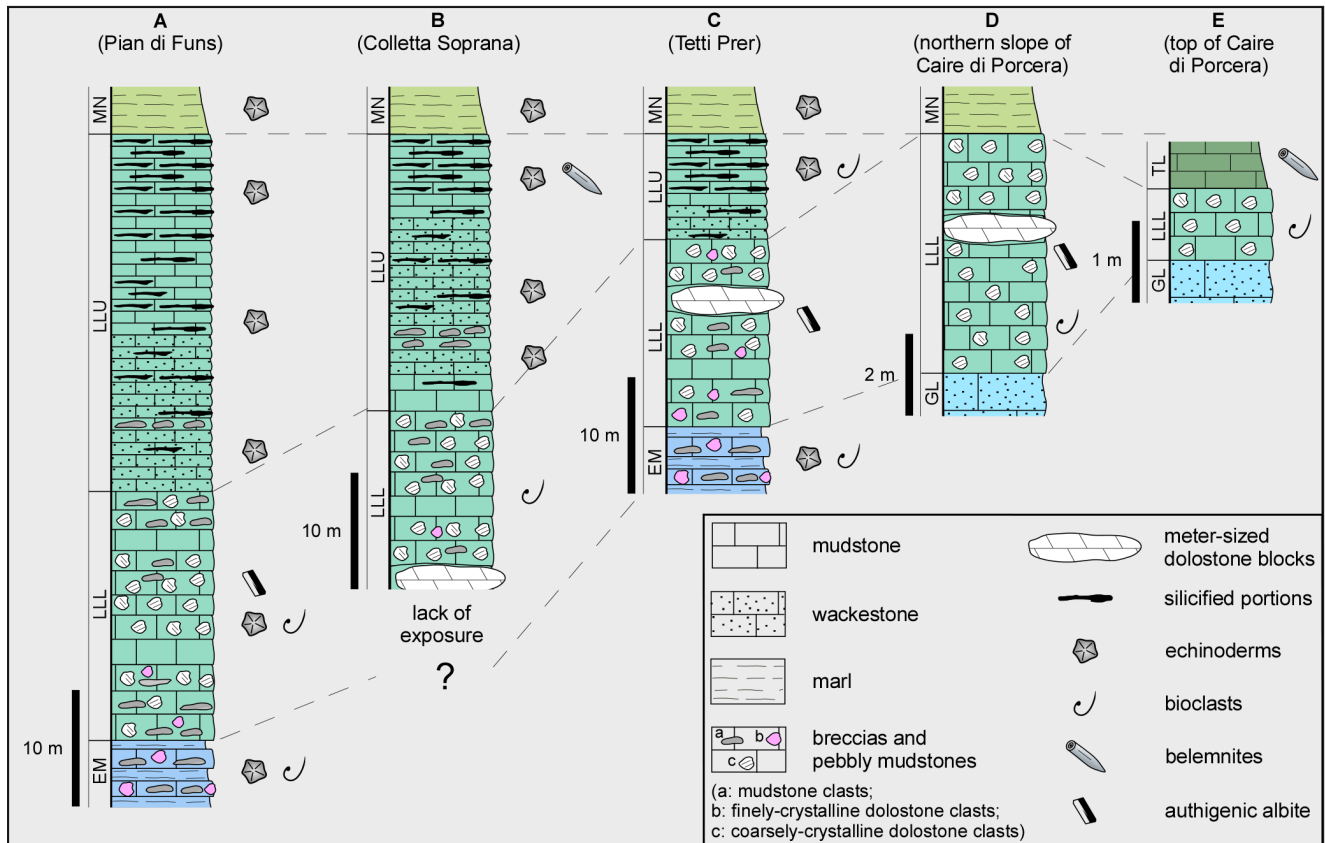 A
(Pian di Funs)
B
(Colletta Soprana)
C
(Tetti Prer)
D
(northern slope of
Caire di Porcera)
E
(top of Caire
di Porcera)
MN
LLU
LLL
EM
10 m
MN
LLU
LLL
10 m
lack of
exposure
?
MN
LLU
LLL
EM
10 m
MN
LLL
GL
2 m
TL
LLL
GL
1 m
mudstone
wackestone
marl
a
b
c
breccias and
pebbly mudstones
(a: mudstone clasts;
b: finely-crystalline dolostone clasts;
c: coarsely-crystalline dolostone clasts)
meter-sized
dolostone blocks
silicified portions
echinoderms
bioclasts
belemnites
authigenic albite